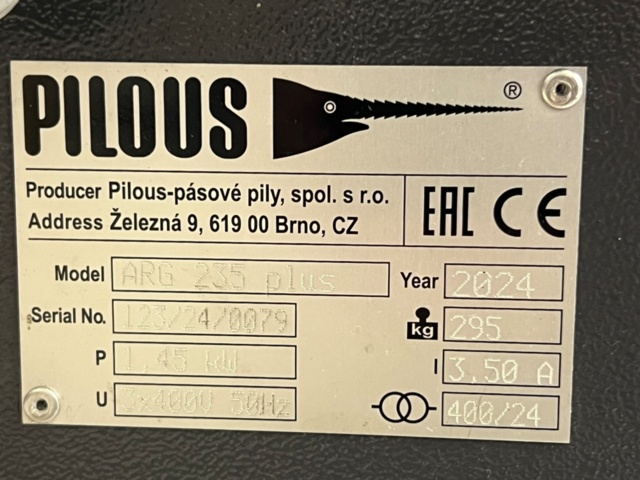 PILOUS ®
Producer Pilous-pásové pily, spol. s r.o.
Address Železná 9, 619 00 Brno, CZ
EAC CE
Model ARG 235 plus
Year 2024
Serial No. 123/24/0079
kg 295
P 1,45 kW
I 3.50 A
U 3x400V 50Hz
400/24